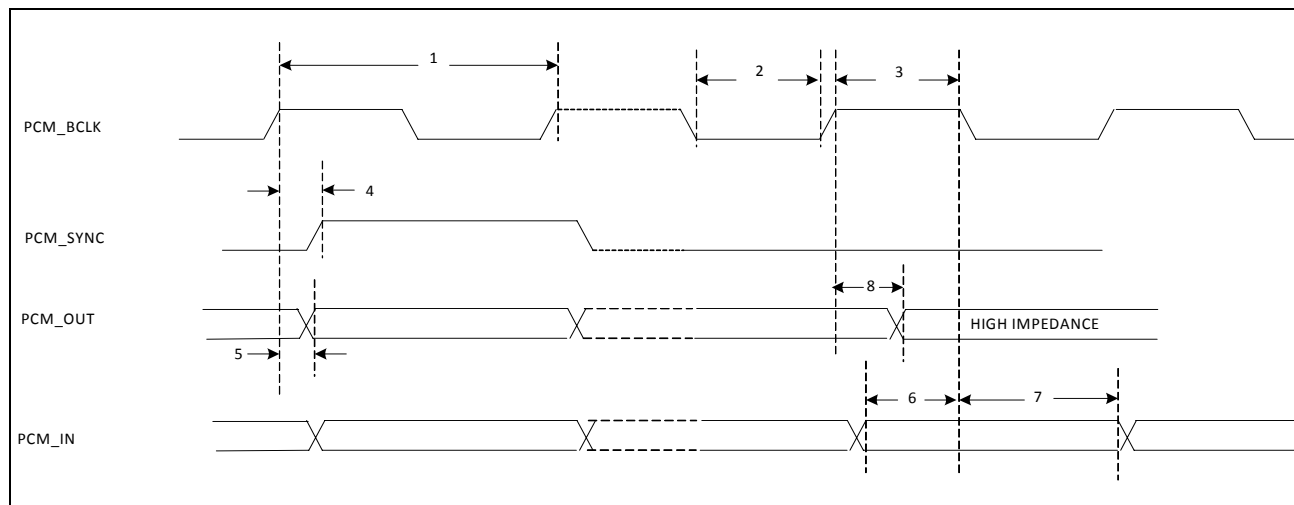 1
2
3
PCM_BCLK
4
PCM_SYNC
8
PCM_OUT
HIGH IMPEDANCE
5
6
7
PCM_IN